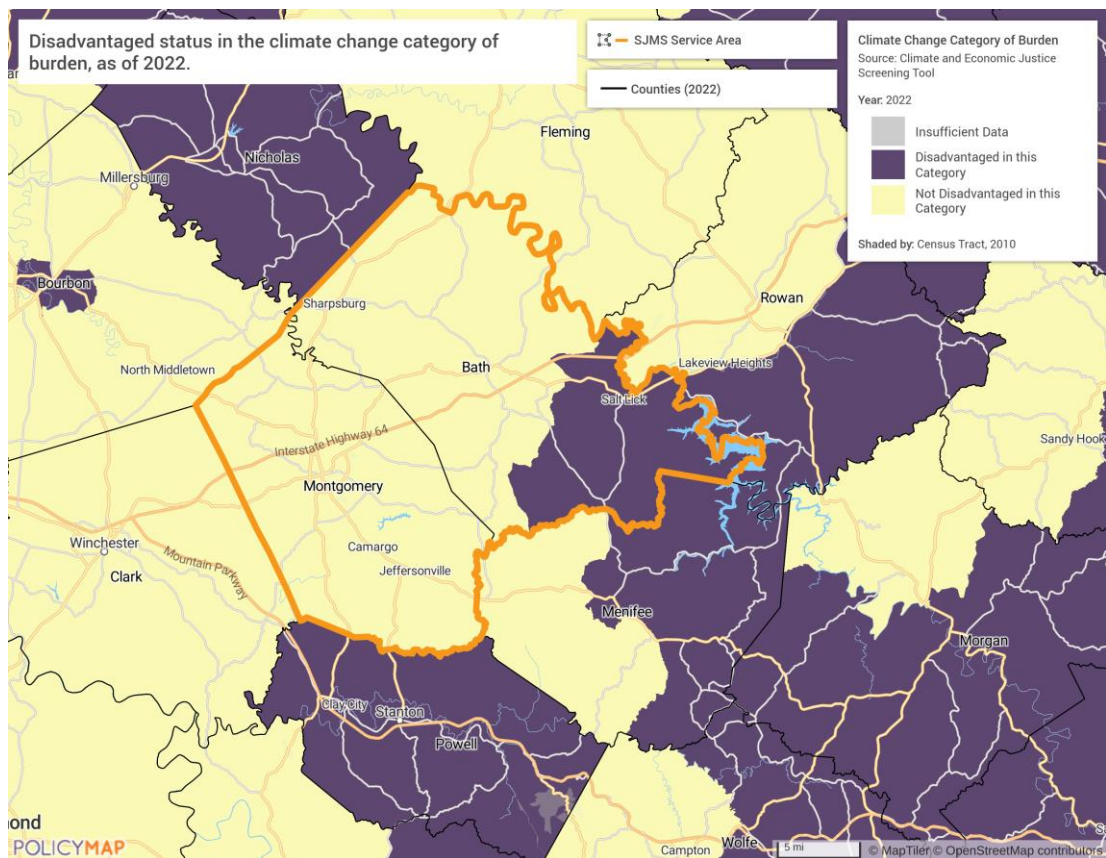 Disadvantaged status in the climate change category of
burden, as of 2022.
SJMS Service Area
Counties (2022)
Climate Change Category of Burden
Source: Climate and Economic Justice
Screening Tool
Year: 2022
Insufficient Data
Disadvantaged in this
Category
Not Disadvantaged in this
Category
Shaded by: Census Tract, 2010
Fleming
Nicholas
Millersburg
Bourbon
Sharpsburg
Rowan
North Middletown
Bath
Lakeview Heights
Salt Lick
Interstate Highway 64
Sandy Hook
Montgomery
Winchester
Camargo
Clark
Mountain Parkway
Jeffersonville
Menifee
Morgan
Clay City
Stanton
Powell
mond
POLICYMAP
Campton
Wolfe
5 mi
© MapTiler © OpenStreetMap contributors